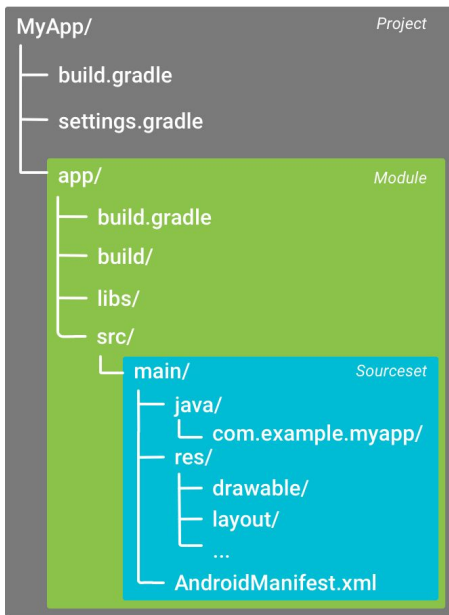 MyApp/ Project
build.gradle
settings.gradle
app/ Module
build.gradle
build/
libs/
src/
main/ Sourceset
java/
com.example.myapp/
res/
drawable/
layout/
...
AndroidManifest.xml